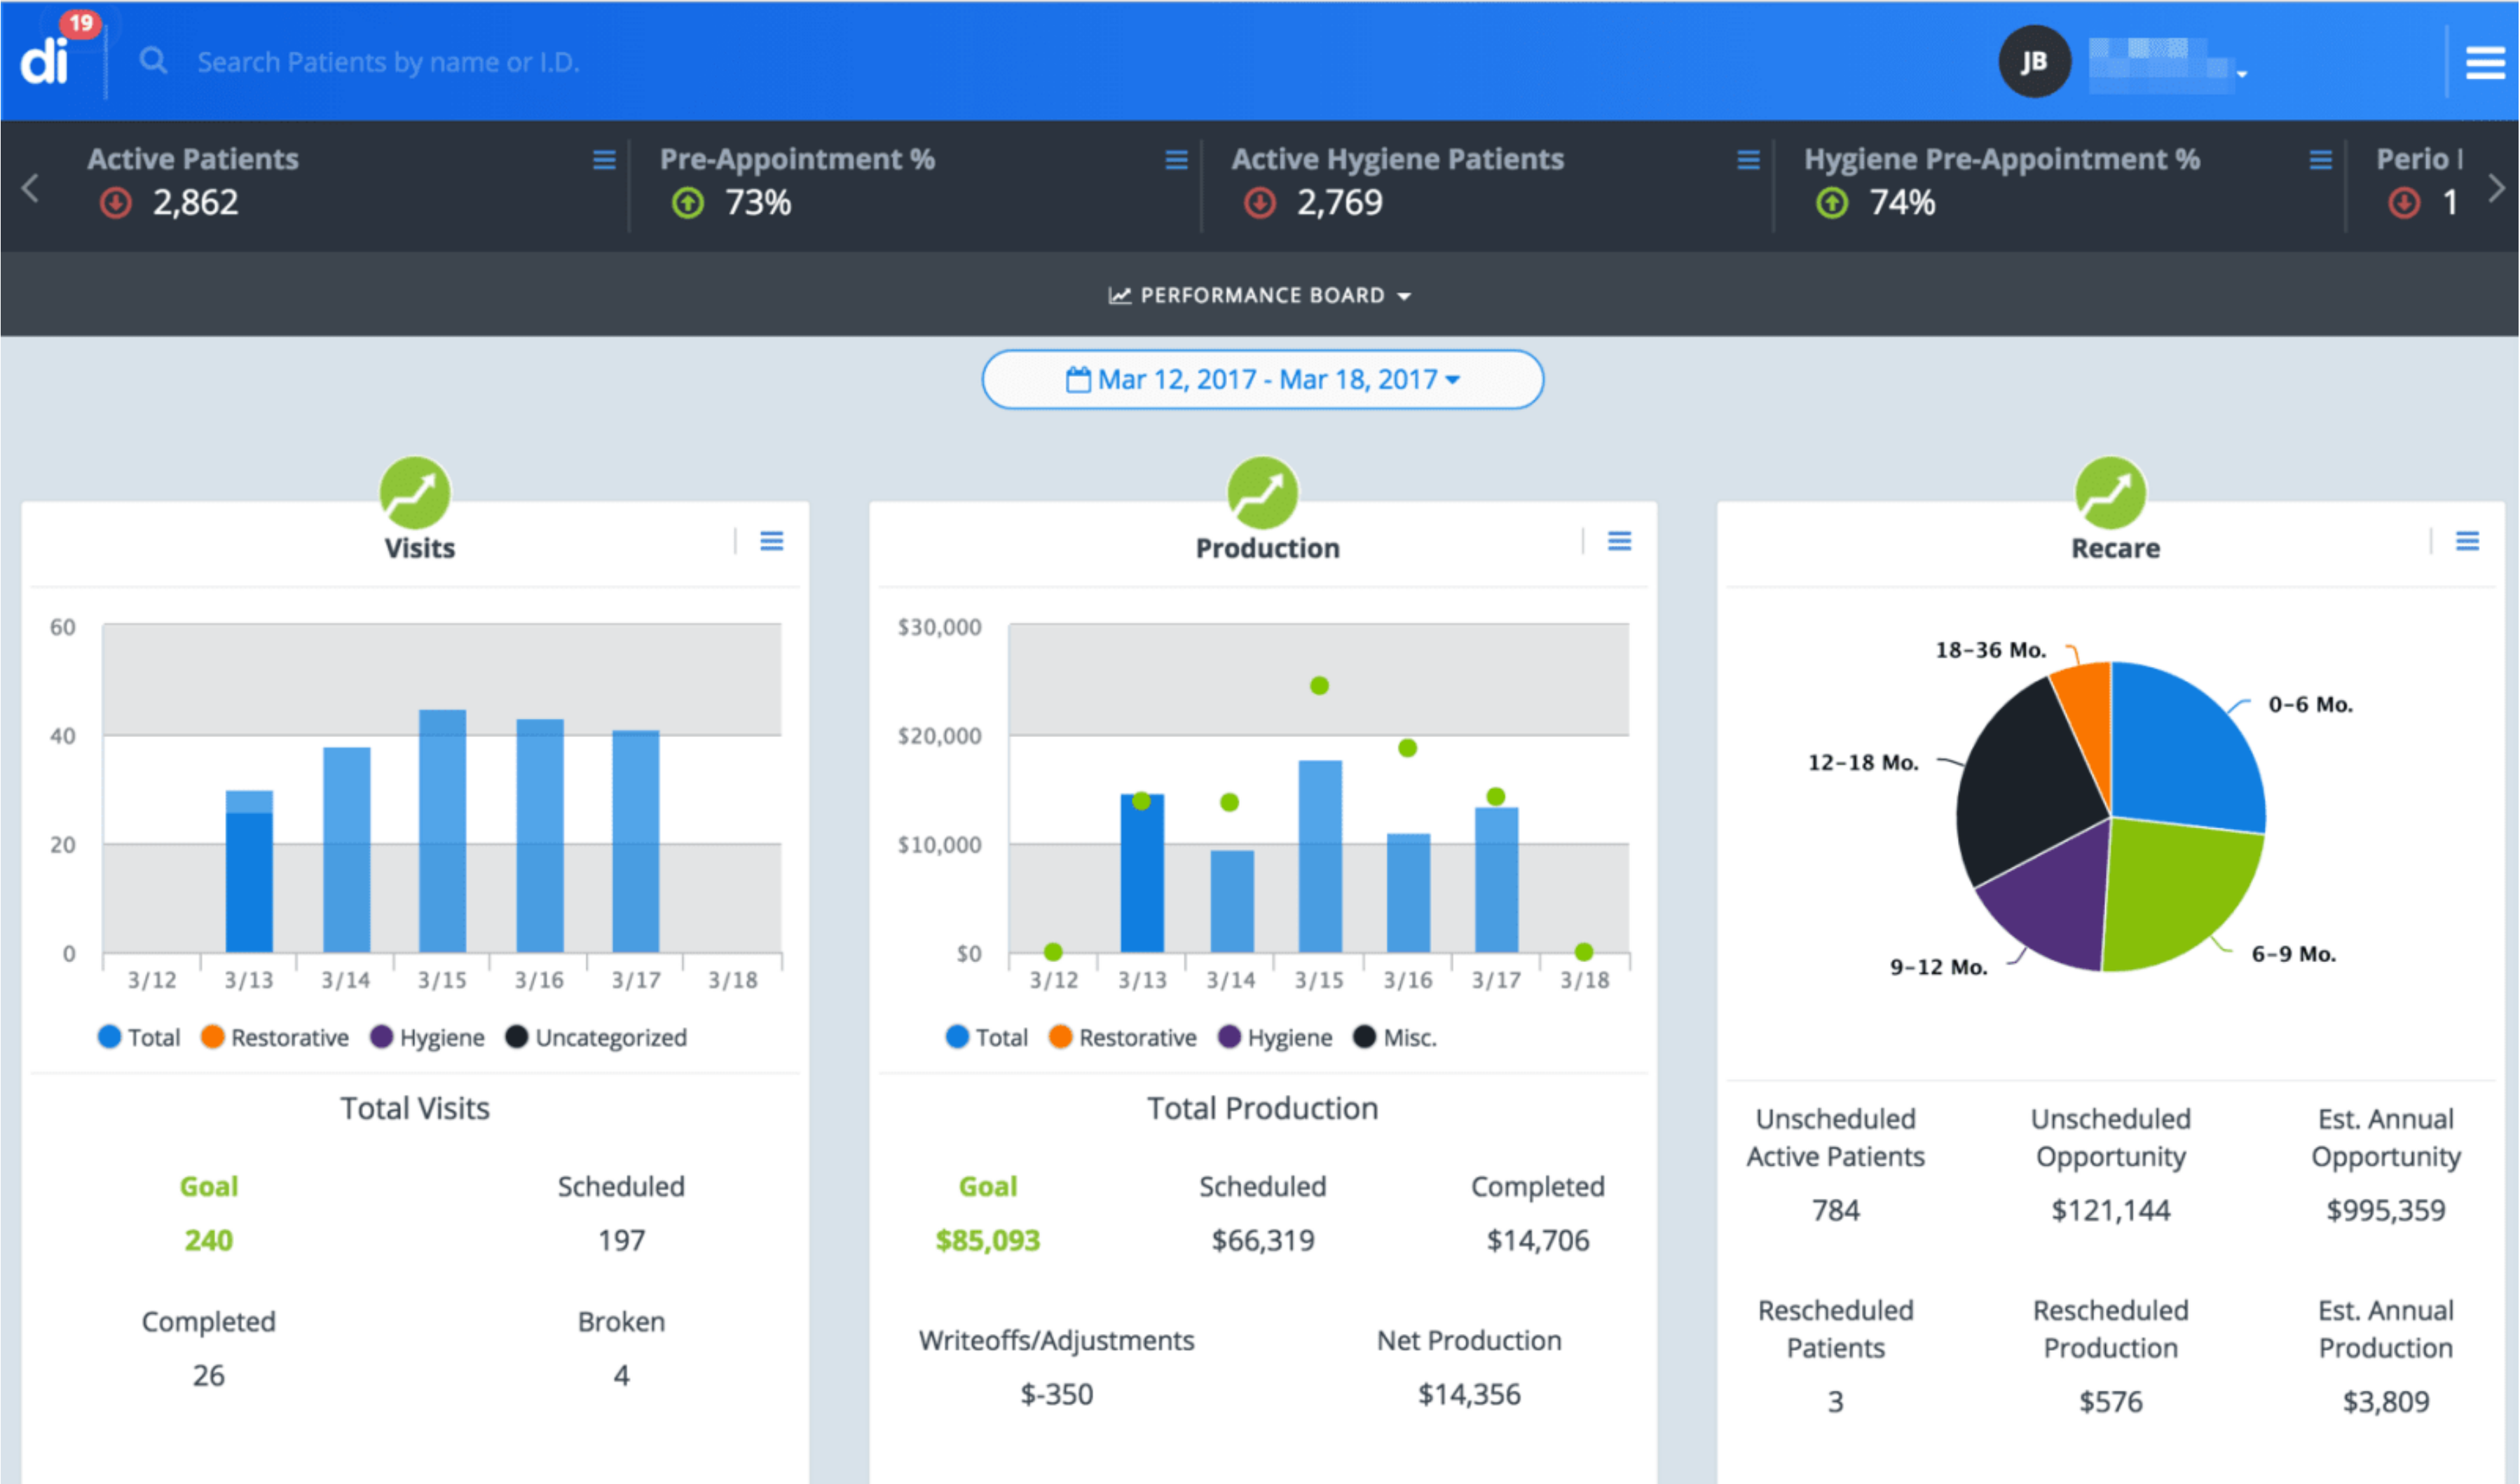 19
di
Search Patients by name or I.D.
JB
Active Patients
2,862
Pre-Appointment %
73%
Active Hygiene Patients
2,769
Hygiene Pre-Appointment %
74%
Perio
1
PERFORMANCE BOARD
Mar 12, 2017 - Mar 18, 2017
Visits
60
40
20
0
3/12 3/13 3/14 3/15 3/16 3/17 3/18
Total Restorative Hygiene Uncategorized
Total Visits
Goal Scheduled
240 197
Completed Broken
26 4
Production
$30,000
$20,000
$10,000
$0
3/12 3/13 3/14 3/15 3/16 3/17 3/18
Total Restorative Hygiene Misc.
Total Production
Goal Scheduled Completed
$85,093 $66,319 $14,706
Writeoffs/Adjustments Net Production
$-350 $14,356
Recare
18-36 Mo.
0-6 Mo.
12-18 Mo.
6-9 Mo.
9-12 Mo.
Unscheduled Unscheduled Est. Annual
Active Patients Opportunity Opportunity
784 $121,144 $995,359
Rescheduled Rescheduled Est. Annual
Patients Production Production
3 $576 $3,809